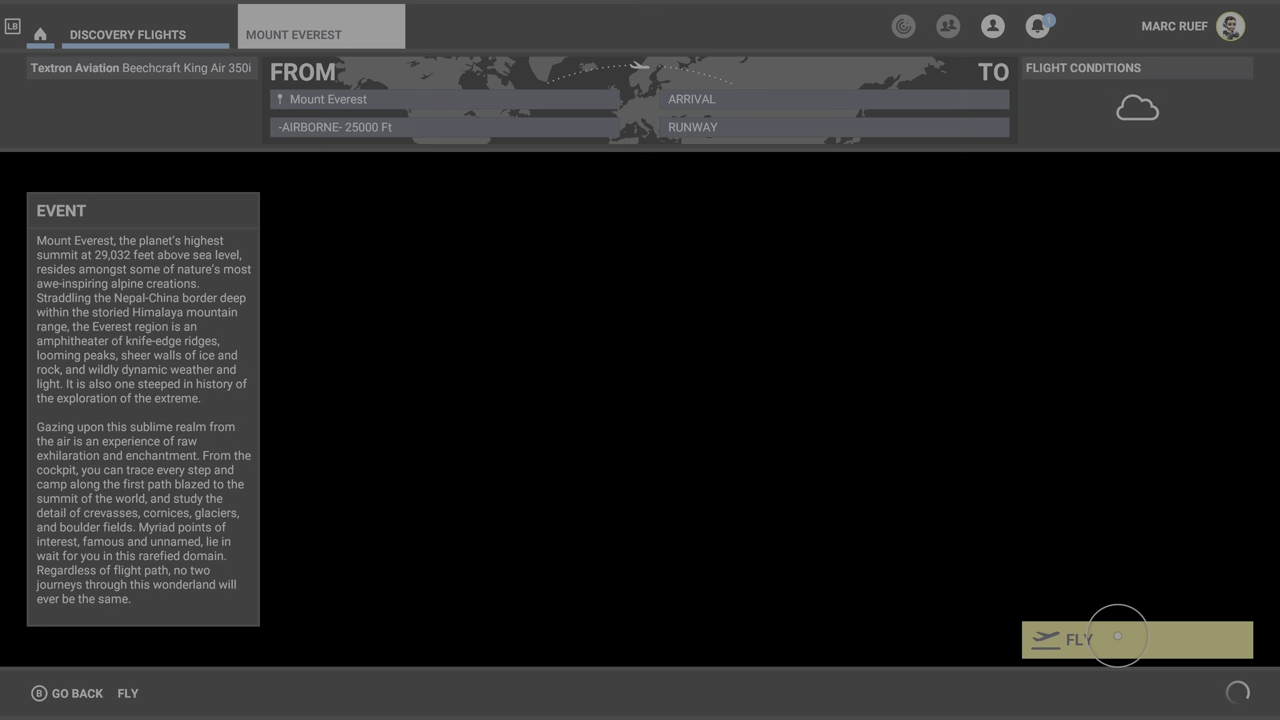 LB
DISCOVERY FLIGHTS
MOUNT EVEREST
1
MARC RUEF
Textron Aviation Beechcraft King Air 350i
FROM
TO
FLIGHT CONDITIONS
Mount Everest
ARRIVAL
-AIRBORNE- 25000 Ft
RUNWAY
EVENT
Mount Everest, the planet's highest
summit at 29,032 feet above sea level,
resides amongst some of nature's most
awe-inspiring alpine creations.
Straddling the Nepal-China border deep
within the storied Himalaya mountain
range, the Everest region is an
amphitheater of knife-edge ridges,
looming peaks, sheer walls of ice and
rock, and wildly dynamic weather and
light. It is also one steeped in history of
the exploration of the extreme.
Gazing upon this sublime realm from
the air is an experience of raw
exhilaration and enchantment. From the
cockpit, you can trace every step and
camp along the first path blazed to the
summit of the world, and study the
detail of crevasses, cornices, glaciers,
and boulder fields. Myriad points of
interest, famous and unnamed, lie in
wait for you in this rarefied domain.
Regardless of flight path, no two
journeys through this wonderland will
ever be the same.
FLY
B GO BACK
FLY